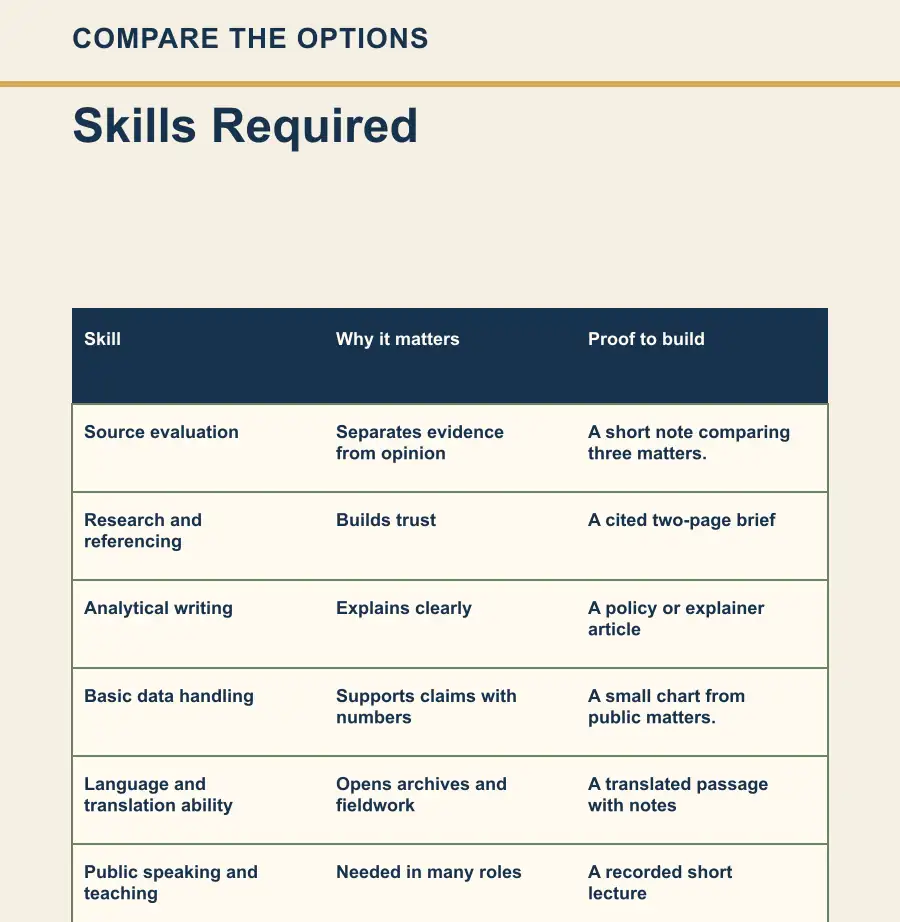 COMPARE THE OPTIONS
Skills Required
Skill
Why it matters
Proof to build
Source evaluation
Separates evidence
from opinion
A short note comparing
three matters.
Research and
referencing
Builds trust
A cited two-page brief
Analytical writing
Explains clearly
A policy or explainer
article
Basic data handling
Supports claims with
numbers
A small chart from
public matters.
Language and
translation ability
Opens archives and
fieldwork
A translated passage
with notes
Public speaking and
teaching
Needed in many roles
A recorded short
lecture